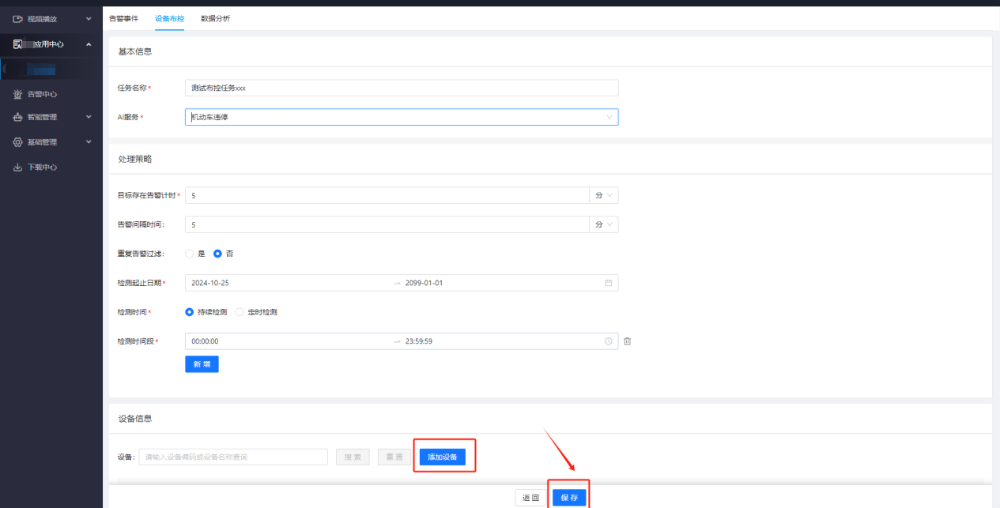 视频播放
应用中心
告警中心
智能管理
基础管理
下载中心
告警事件 设备布控 数据分析
基本信息
任务名称* 测试布控任务xxx
AI服务* 机动车违停
处理策略
目标存在告警计时* 5 分
告警间隔时间: 5 分
重复告警过滤: 是 否
检测起止日期* 2024-10-25 → 2099-01-01
检测时间* 持续检测 定时检测
检测时间段* 00:00:00 → 23:59:59
新 增
设备信息
设备: 请输入设备编码或设备名称查询 搜 索 重 置 添加设备
返 回 保 存